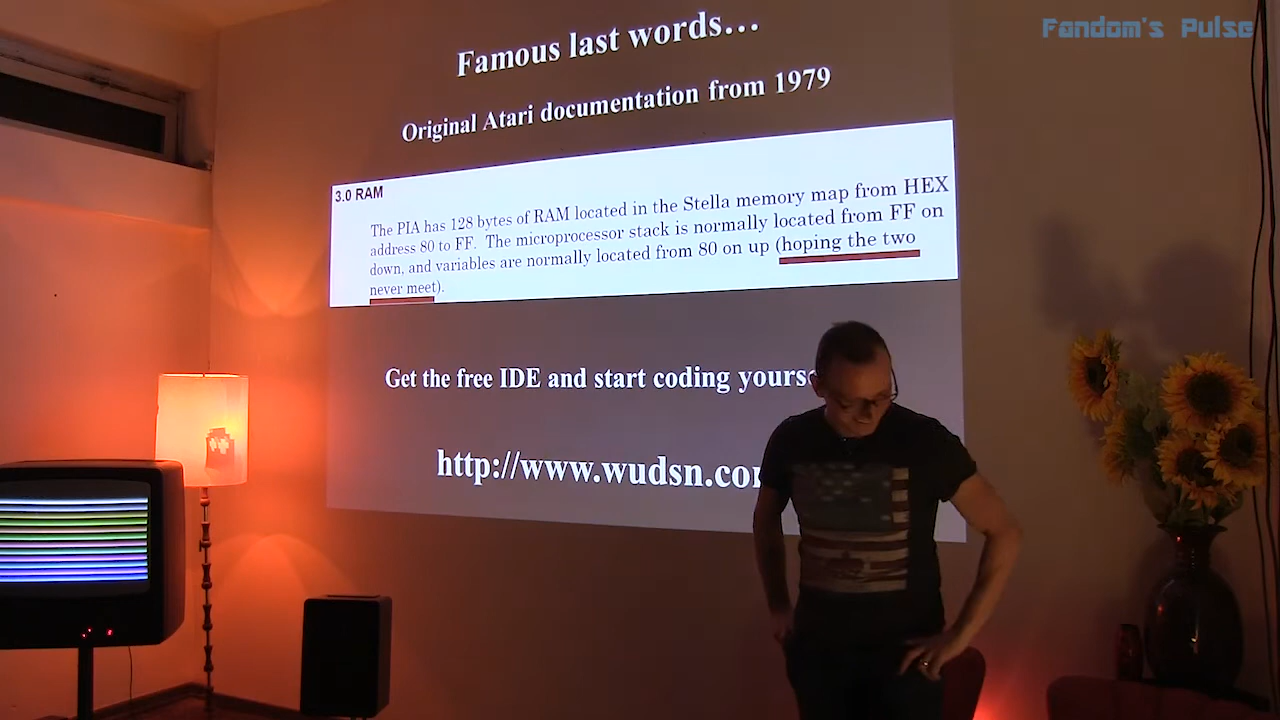 Fandom's Pulse
Famous last words...
Original Atari documentation from 1979
3.0 RAM
The PIA has 128 bytes of RAM located in the Stella memory map from HEX
address 80 to FF. The microprocessor stack is normally located from FF on
down, and variables are normally located from 80 on up (hoping the two
never meet).
Get the free IDE and start coding
http://www.wudsn.co